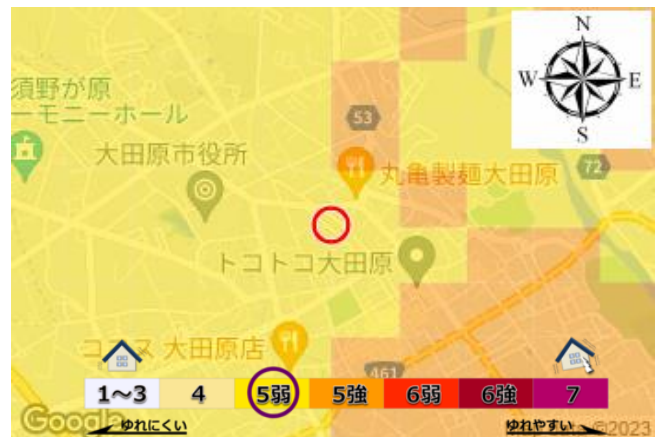 N
須野が原
W
E
ーモニーホール
53
S
大田原市役所
丸亀製麺大田原
72
トコトコ大田原
コナズ 大田原店
461
1～3
4
5弱
5強
6弱
6強
7
Google
ゆれにくい
ゆれやすい
©2023